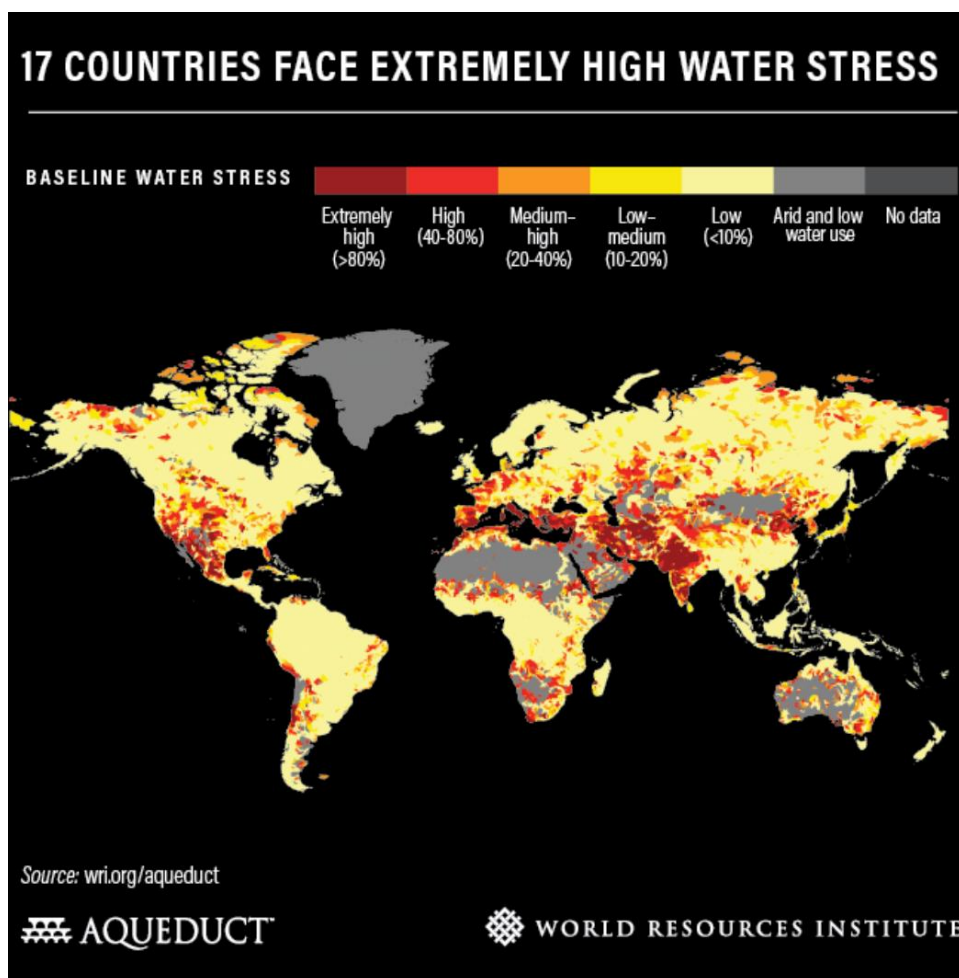 17 COUNTRIES FACE EXTREMELY HIGH WATER STRESS
BASELINE WATER STRESS
Extremely high (>80%)
High (40-80%)
Medium– high (20-40%)
Low– medium (10-20%)
Low (<10%)
Arid and low water use
No data
Source: wri.org/aqueduct
AQUEDUCT™
WORLD RESOURCES INSTITUTE